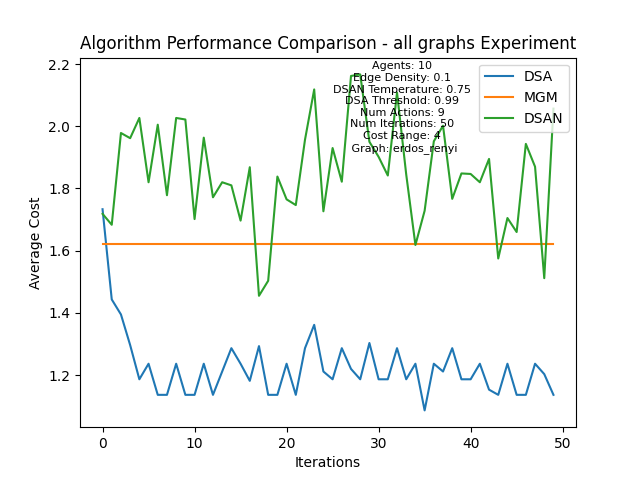 Algorithm Performance Comparison - all graphs Experiment
Agents: 10
Edge Density: 0.1
DSAN Temperature: 0.75
DSA Threshold: 0.99
Num Actions: 9
Num Iterations: 50
Cost Range: 4
Graph: erdos_renyi
DSA
MGM
DSAN
Average Cost
2.2
2.0
1.8
1.6
1.4
1.2
0
10
20
30
40
50
Iterations